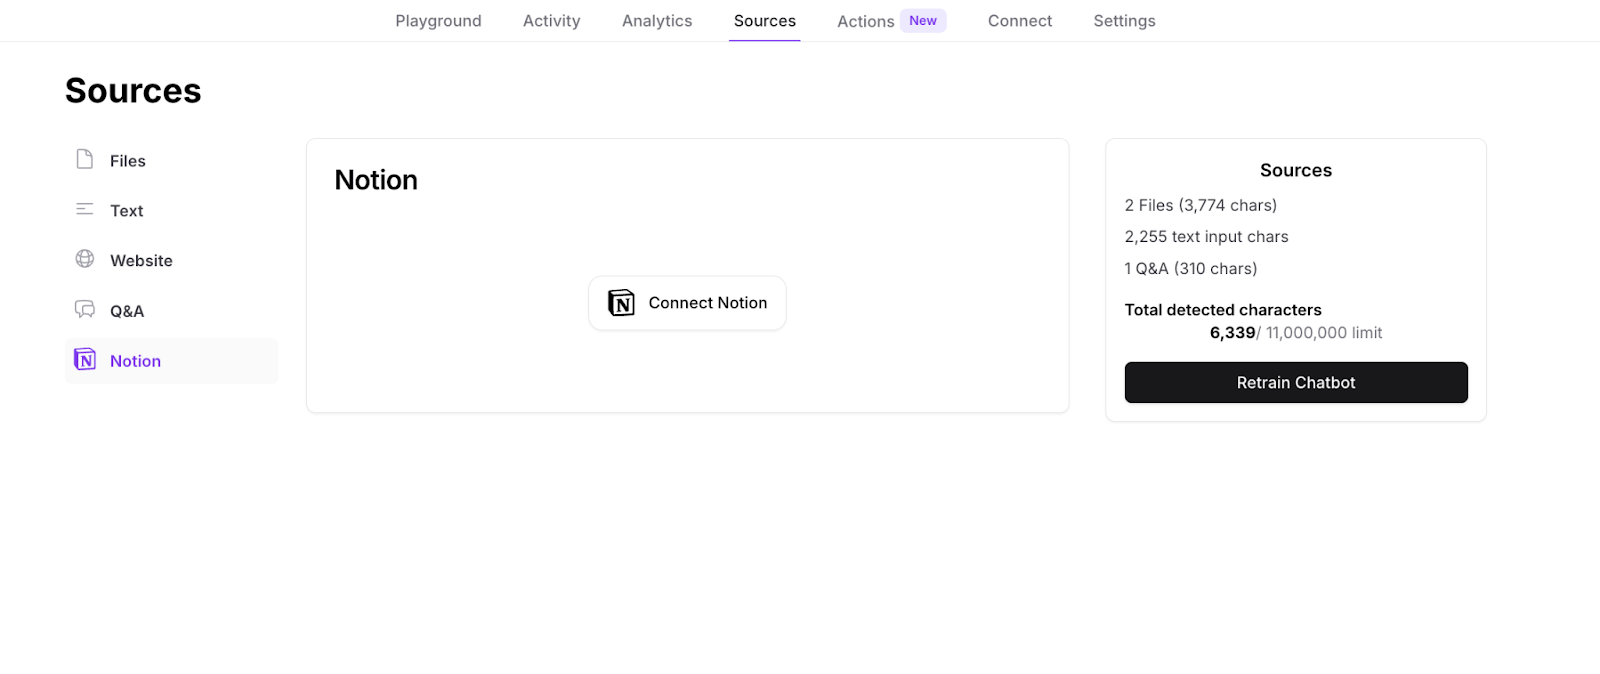 Playground Activity Analytics Sources Actions New Connect Settings
Sources
Files
Text
Website
Q&A
Notion
Notion
Connect Notion
Sources
2 Files (3,774 chars)
2,255 text input chars
1 Q&A (310 chars)
Total detected characters
6,339/ 11,000,000 limit
Retrain Chatbot